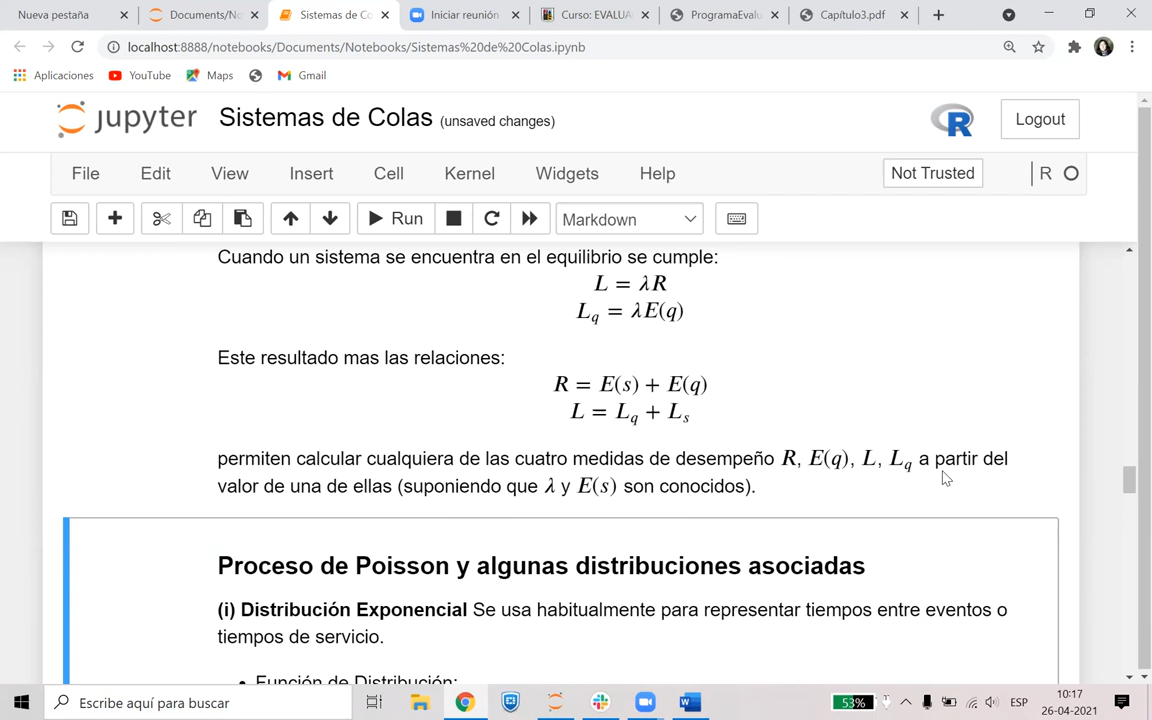 Nueva pestaña
Documents/No
Sistemas de Co
Iniciar reunión
Curso: EVALUA
ProgramaEvalu
Capítulo3.pdf
localhost:8888/notebooks/Documents/Notebooks/Sistemas%20de%20Colas.ipynb
Aplicaciones YouTube Maps Gmail
jupyter Sistemas de Colas (unsaved changes) R Logout
File Edit View Insert Cell Kernel Widgets Help Not Trusted R
Run Markdown
Cuando un sistema se encuentra en el equilibrio se cumple:
L = λR
L_q = λE(q)
Este resultado mas las relaciones:
R = E(s) + E(q)
L = L_q + L_s
permiten calcular cualquiera de las cuatro medidas de desempeño R, E(q), L, L_q a partir del
valor de una de ellas (suponiendo que λ y E(s) son conocidos).
Proceso de Poisson y algunas distribuciones asociadas
(i) Distribución Exponencial Se usa habitualmente para representar tiempos entre eventos o
tiempos de servicio.
• Función de Distribución:
Escribe aquí para buscar
53%
ESP
10:17
26-04-2021